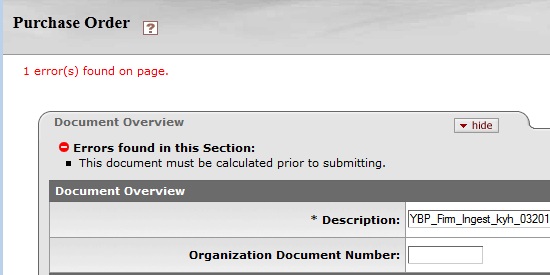 Purchase Order ?
1 error(s) found on page.
Document Overview hide
Errors found in this Section:
This document must be calculated prior to submitting.
Document Overview
* Description: YBP_Firm_Ingest_kyh_03201
Organization Document Number: